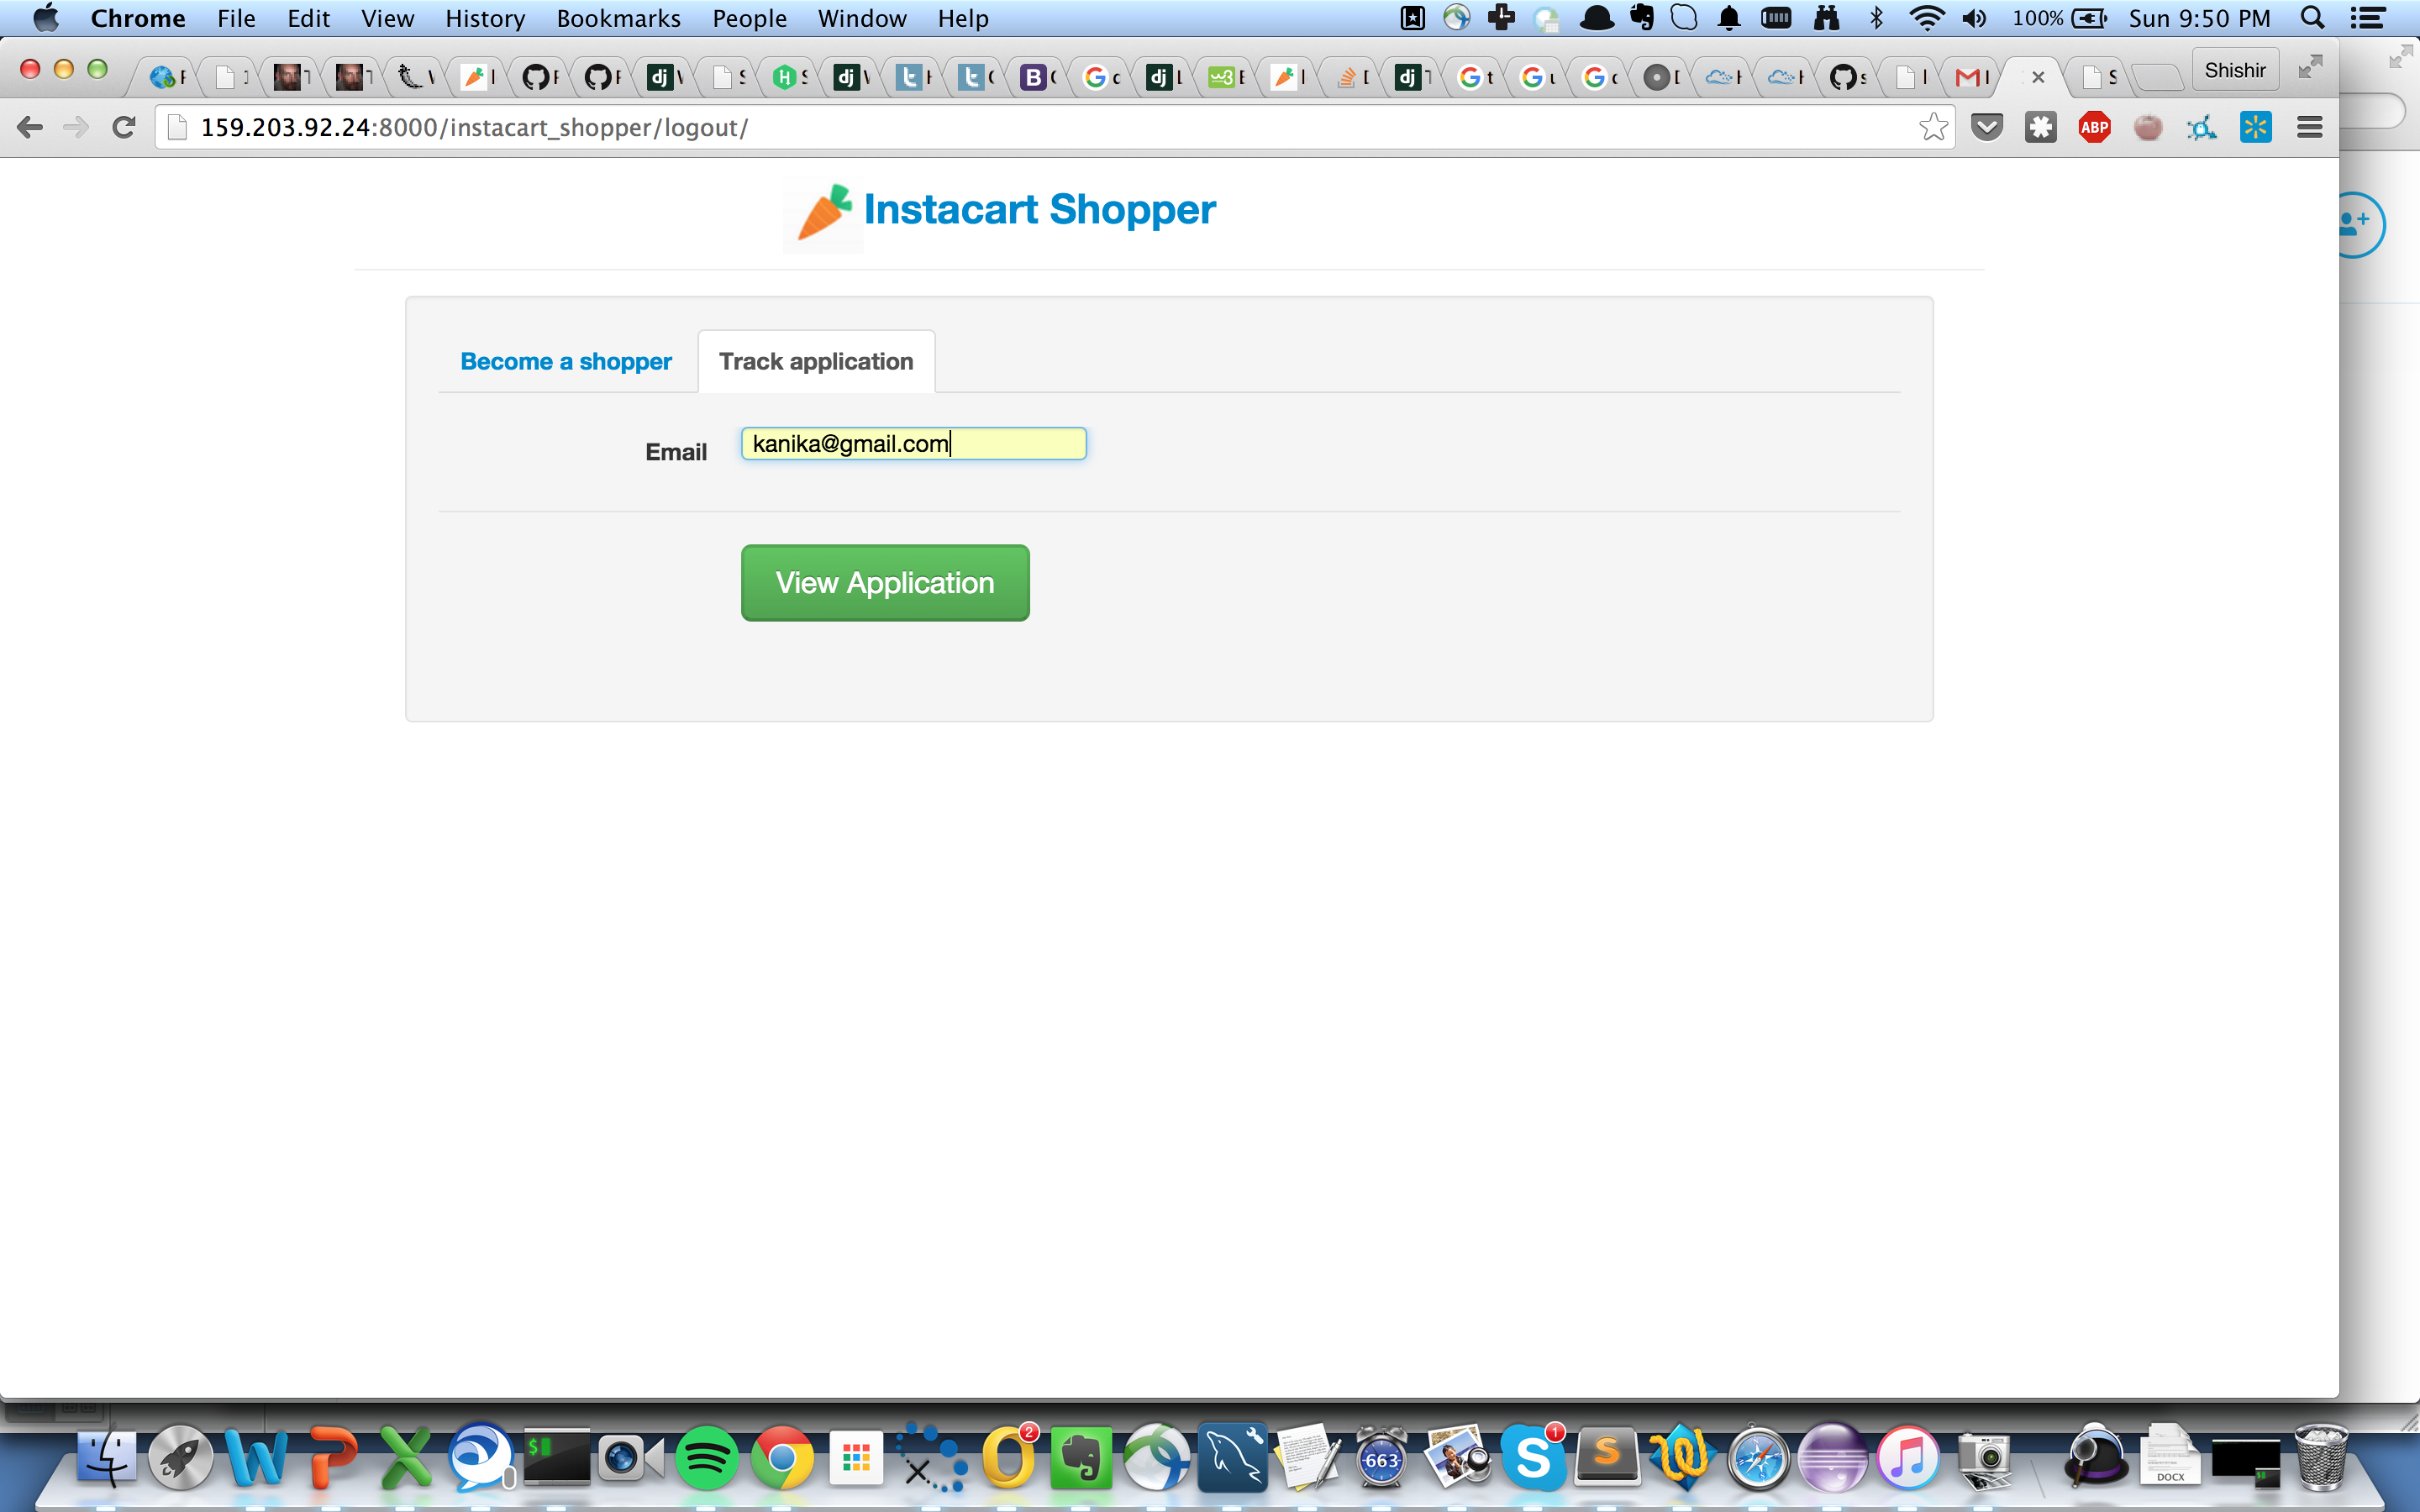 Chrome File Edit View History Bookmarks People Window Help 100% Sun 9:50 PM
Shishir
159.203.92.24:8000/instacart_shopper/logout/
ABP
Instacart Shopper
Become a shopper Track application
Email kanika@gmail.com
View Application
2
-663
1
DOCX